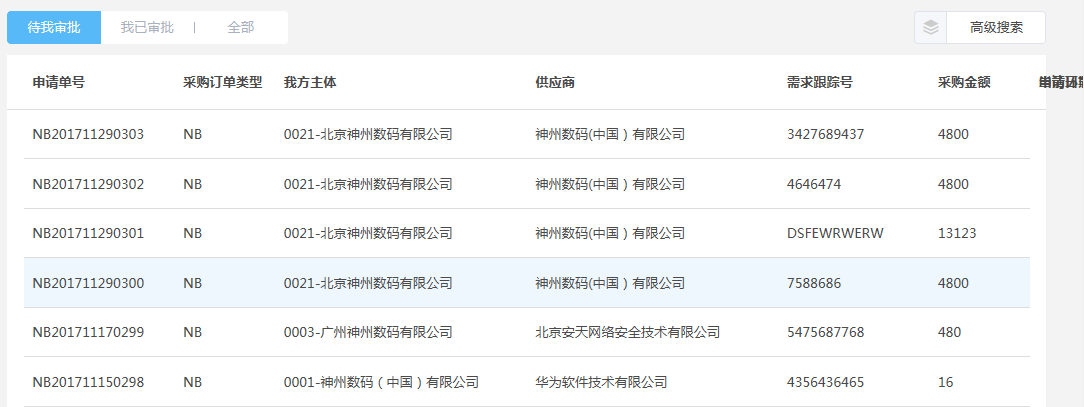 待我审批 我已审批 全部 高级搜索
申请单号 采购订单类型 我方主体 供应商 需求跟踪号 采购金额
NB201711290303 NB 0021-北京神州数码有限公司 神州数码(中国）有限公司 3427689437 4800
NB201711290302 NB 0021-北京神州数码有限公司 神州数码(中国）有限公司 4646474 4800
NB201711290301 NB 0021-北京神州数码有限公司 神州数码(中国）有限公司 DSFEWRWERW 13123
NB201711290300 NB 0021-北京神州数码有限公司 神州数码(中国）有限公司 7588686 4800
NB201711170299 NB 0003-广州神州数码有限公司 北京安天网络安全技术有限公司 5475687768 480
NB201711150298 NB 0001-神州数码（中国）有限公司 华为软件技术有限公司 4356436465 16